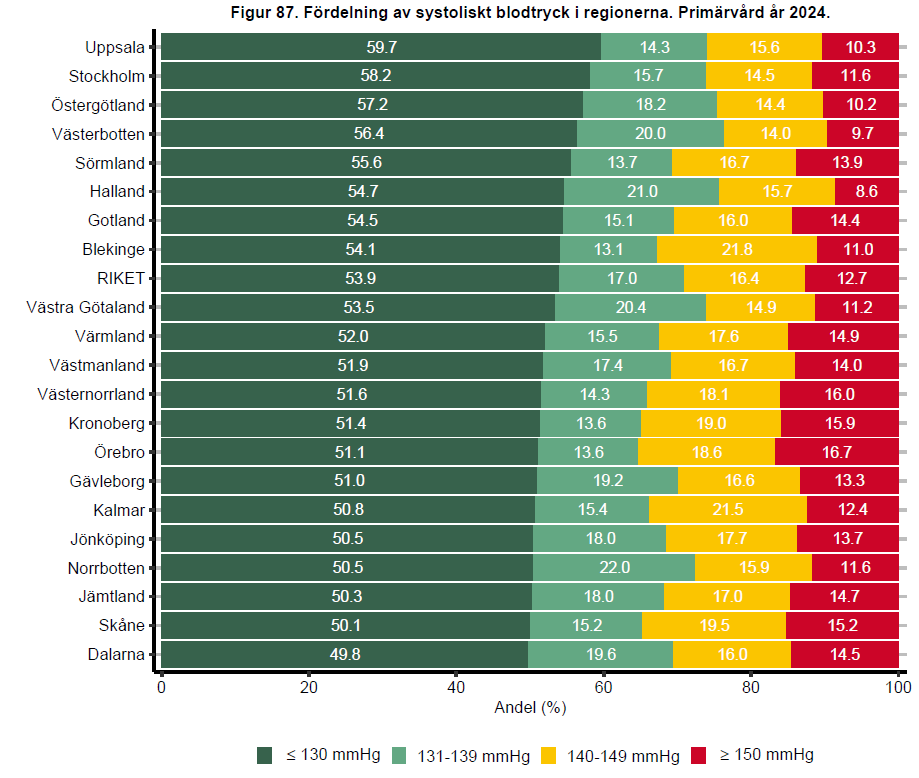 Figur 87. Fördelning av systoliskt blodtryck i regionerna. Primärvård år 2024.
Uppsala 59.7 14.3 15.6 10.3
Stockholm 58.2 15.7 14.5 11.6
Östergötland 57.2 18.2 14.4 10.2
Västerbotten 56.4 20.0 14.0 9.7
Sörmland 55.6 13.7 16.7 13.9
Halland 54.7 21.0 15.7 8.6
Gotland 54.5 15.1 16.0 14.4
Blekinge 54.1 13.1 21.8 11.0
RIKET 53.9 17.0 16.4 12.7
Västra Götaland 53.5 20.4 14.9 11.2
Värmland 52.0 15.5 17.6 14.9
Västmanland 51.9 17.4 16.7 14.0
Västernorrland 51.6 14.3 18.1 16.0
Kronoberg 51.4 13.6 19.0 15.9
Örebro 51.1 13.6 18.6 16.7
Gävleborg 51.0 19.2 16.6 13.3
Kalmar 50.8 15.4 21.5 12.4
Jönköping 50.5 18.0 17.7 13.7
Norrbotten 50.5 22.0 15.9 11.6
Jämtland 50.3 18.0 17.0 14.7
Skåne 50.1 15.2 19.5 15.2
Dalarna 49.8 19.6 16.0 14.5
0 20 40 60 80 100
Andel (%)
≤ 130 mmHg 131-139 mmHg 140-149 mmHg ≥ 150 mmHg